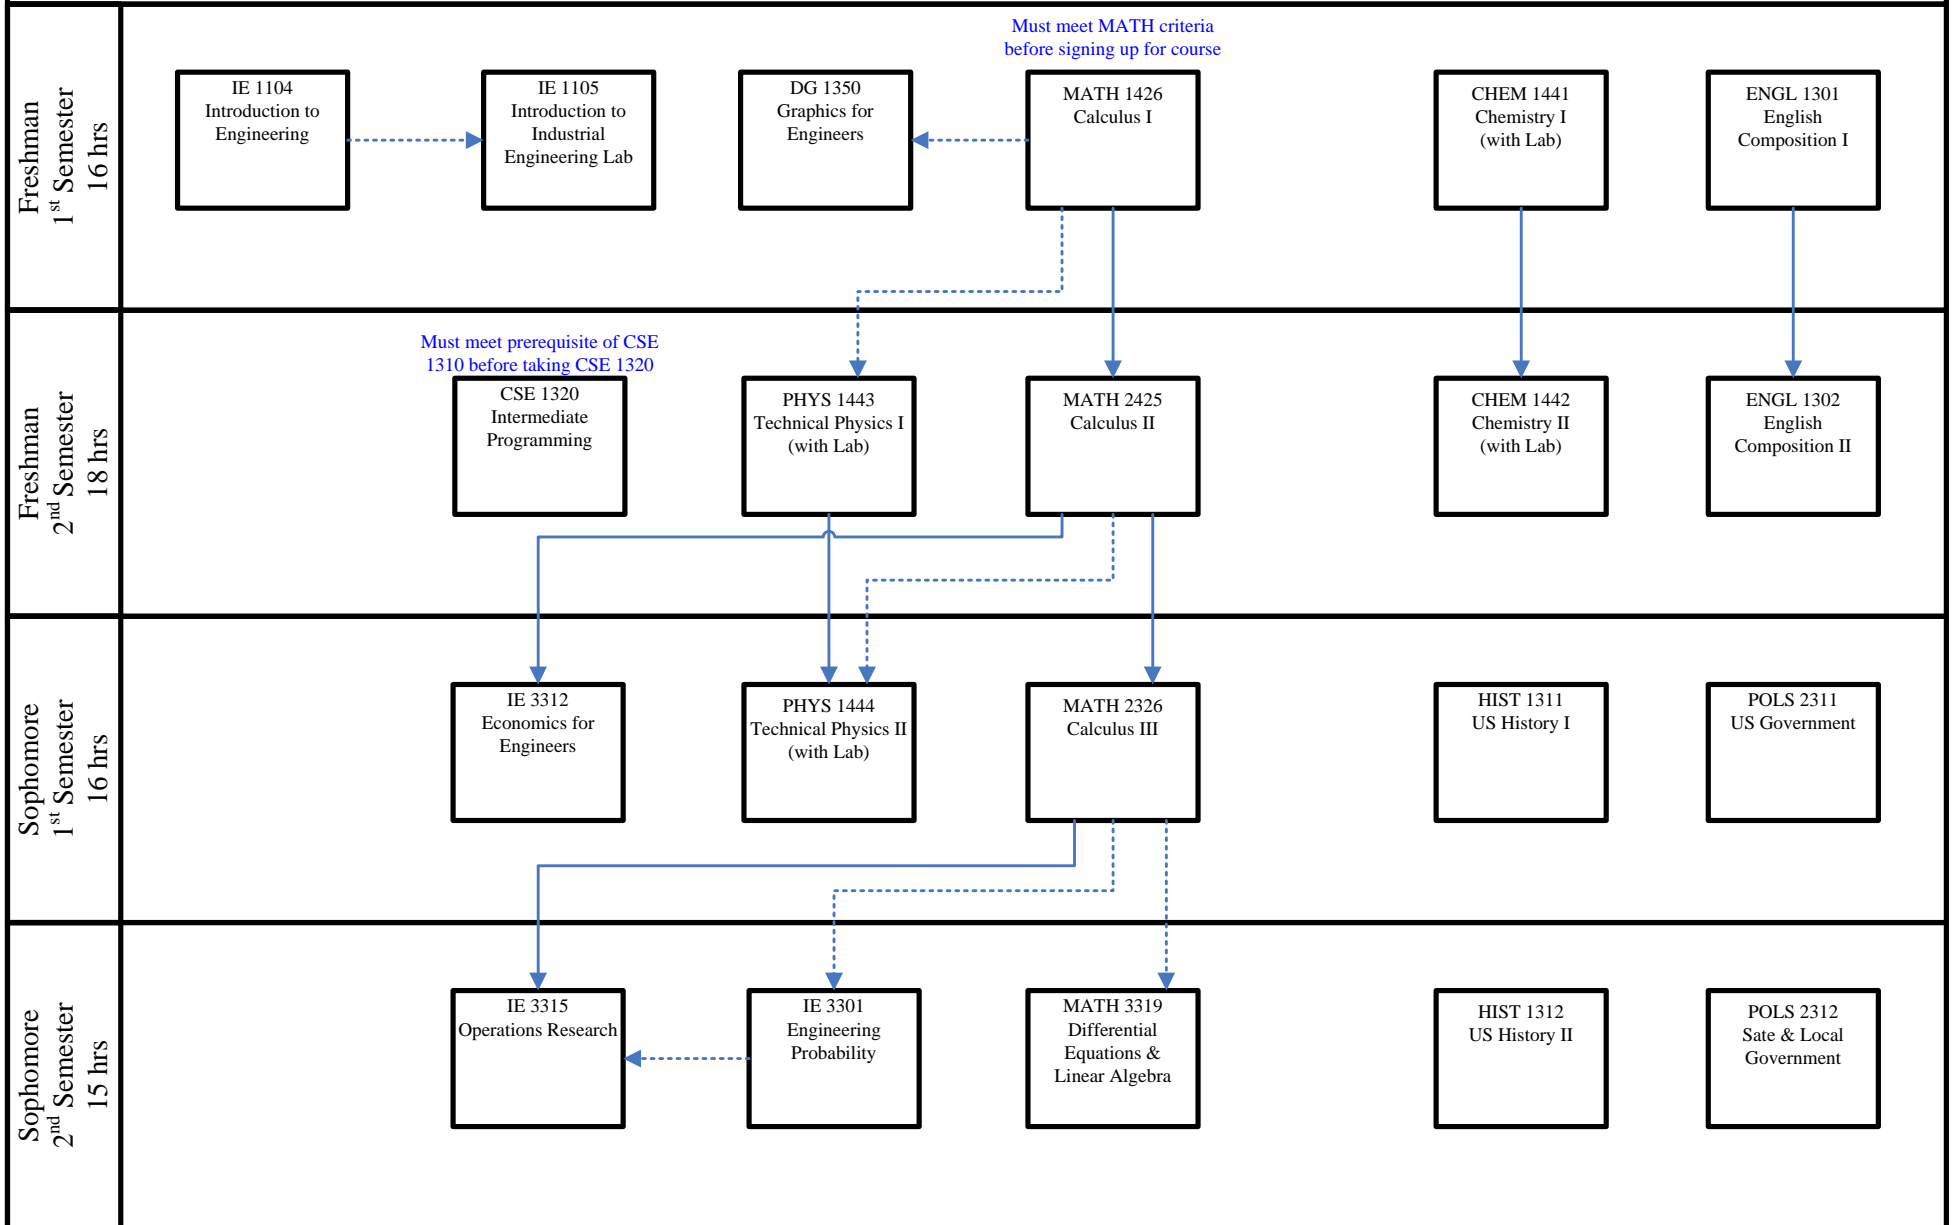 Freshman
1st Semester
16 hrs
Must meet MATH criteria
before signing up for course
IE 1104
Introduction to
Engineering
IE 1105
Introduction to
Industrial
Engineering Lab
DG 1350
Graphics for
Engineers
MATH 1426
Calculus I
CHEM 1441
Chemistry I
(with Lab)
ENGL 1301
English
Composition I
Freshman
2nd Semester
18 hrs
Must meet prerequisite of CSE
1310 before taking CSE 1320
CSE 1320
Intermediate
Programming
PHYS 1443
Technical Physics I
(with Lab)
MATH 2425
Calculus II
CHEM 1442
Chemistry II
(with Lab)
ENGL 1302
English
Composition II
Sophomore
1st Semester
16 hrs
IE 3312
Economics for
Engineers
PHYS 1444
Technical Physics II
(with Lab)
MATH 2326
Calculus III
HIST 1311
US History I
POLS 2311
US Government
Sophomore
2nd Semester
15 hrs
IE 3315
Operations Research
IE 3301
Engineering
Probability
MATH 3319
Differential
Equations &
Linear Algebra
HIST 1312
US History II
POLS 2312
Sate & Local
Government